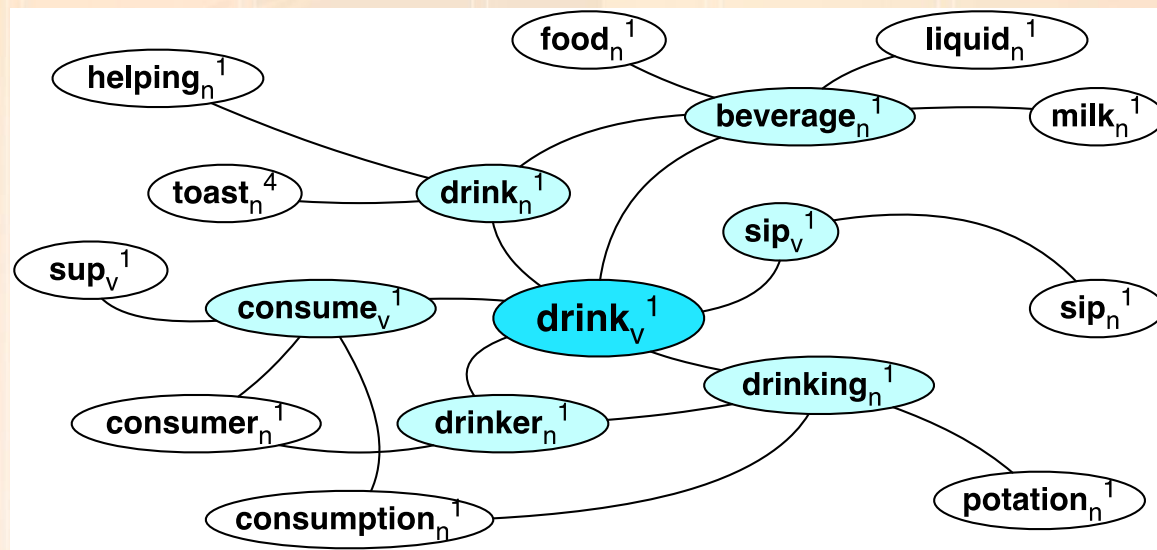 food_n^1
liquid_n^1
helping_n^1
beverage_n^1
milk_n^1
toast_n^4
drink_n^1
sip_v^1
sup_v^1
consume_v^1
drink_v^1
sip_n^1
drinking_n^1
consumer_n^1
drinker_n^1
consumption_n^1
potation_n^1